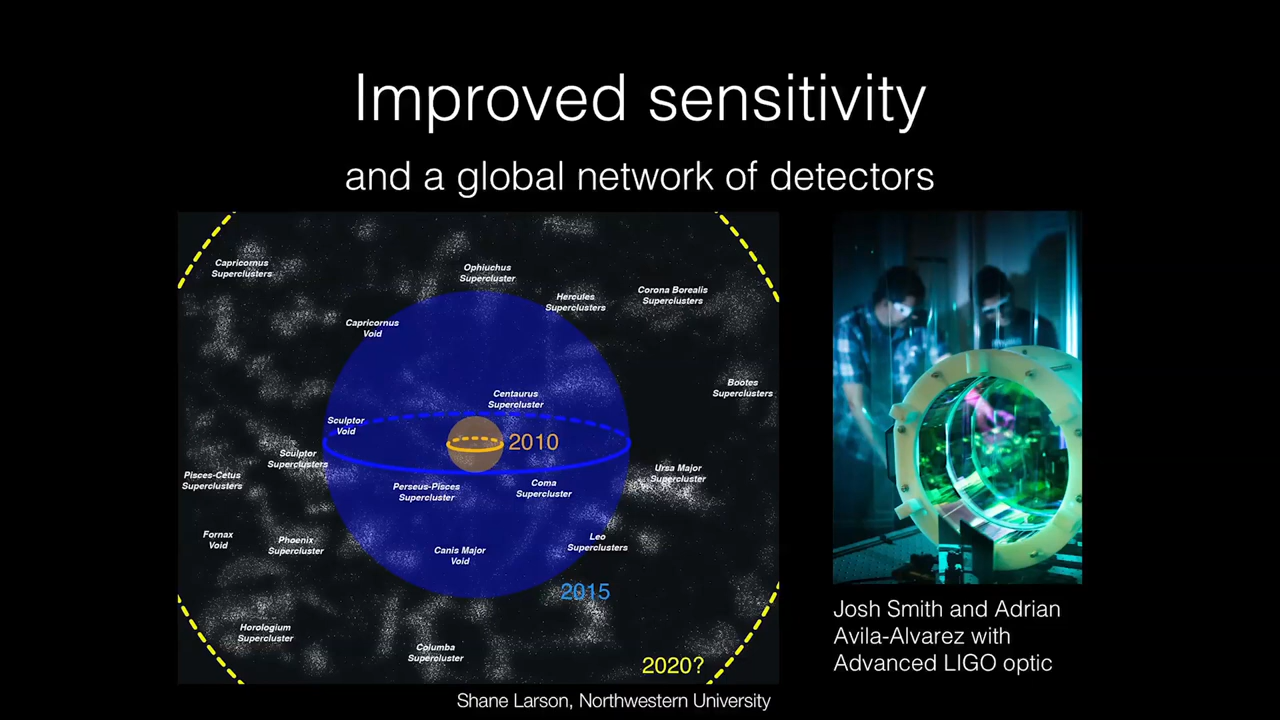 Improved sensitivity
and a global network of detectors
Capricornus
Superclusters
Ophiuchus
Supercluster
Hercules
Superclusters
Corona Borealis
Superclusters
Capricornus
Void
Bootes
Superclusters
Centaurus
Supercluster
Sculptor
Void
2010
Sculptor
Superclusters
Pisces-Cetus
Superclusters
Perseus-Pisces
Supercluster
Coma
Supercluster
Ursa Major
Supercluster
Fornax
Void
Phoenix
Supercluster
Canis Major
Void
Leo
Superclusters
2015
Horologium
Supercluster
Columba
Supercluster
2020?
Shane Larson, Northwestern University
Josh Smith and Adrian
Avila-Alvarez with
Advanced LIGO optic